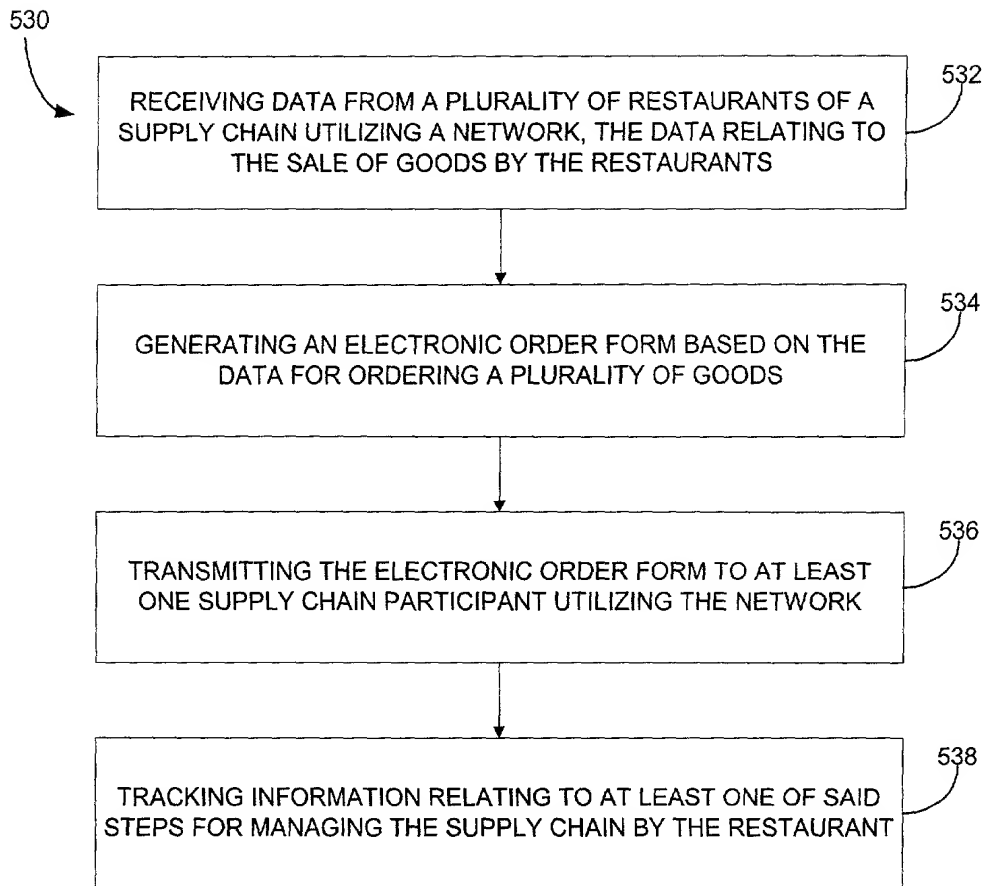 530
532
RECEIVING DATA FROM A PLURALITY OF RESTAURANTS OF A
SUPPLY CHAIN UTILIZING A NETWORK, THE DATA RELATING TO
THE SALE OF GOODS BY THE RESTAURANTS
534
GENERATING AN ELECTRONIC ORDER FORM BASED ON THE
DATA FOR ORDERING A PLURALITY OF GOODS
536
TRANSMITTING THE ELECTRONIC ORDER FORM TO AT LEAST
ONE SUPPLY CHAIN PARTICIPANT UTILIZING THE NETWORK
538
TRACKING INFORMATION RELATING TO AT LEAST ONE OF SAID
STEPS FOR MANAGING THE SUPPLY CHAIN BY THE RESTAURANT